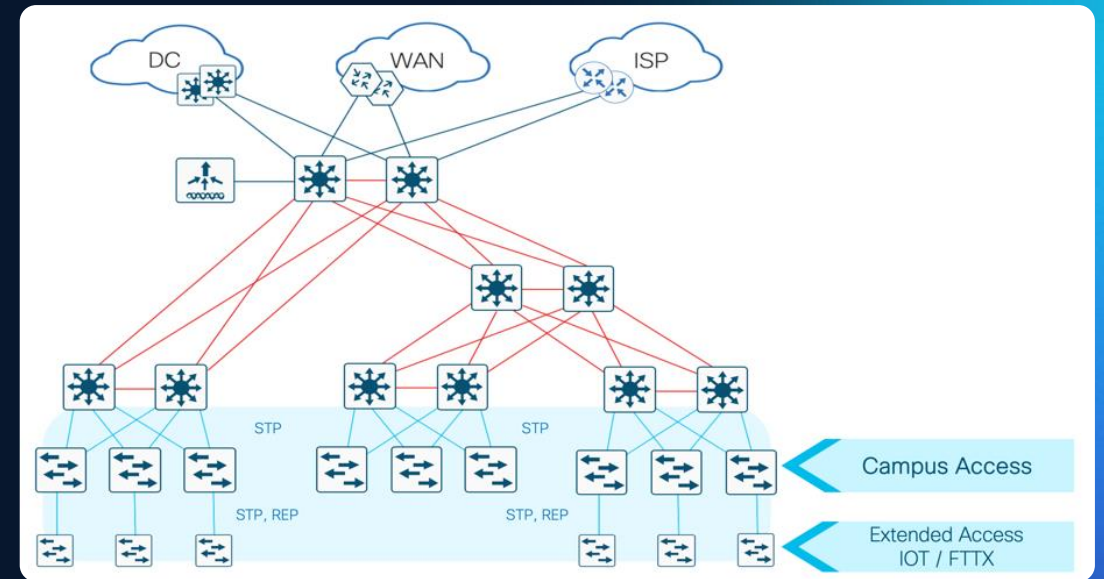 DC
WAN
ISP
STP
STP
Campus Access
STP, REP
STP, REP
Extended Access
IOT / FTTX